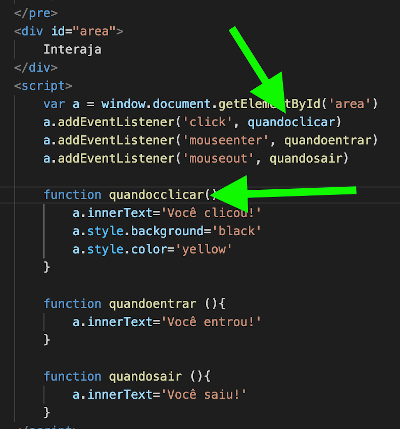 </pre>
<div id="area">
Interaja
</div>
<script>
var a = window.document.getElementById('area')
a.addEventListener('click', quandoclicar)
a.addEventListener('mouseenter', quandoentrar)
a.addEventListener('mouseout', quandosair)
function quandocclicar()
a.innerText='Você clicou!'
a.style.background='black'
a.style.color='yellow'
}
function quandoentrar (){
a.innerText='Você entrou!'
}
function quandosair (){
a.innerText='Você saiu!'
}